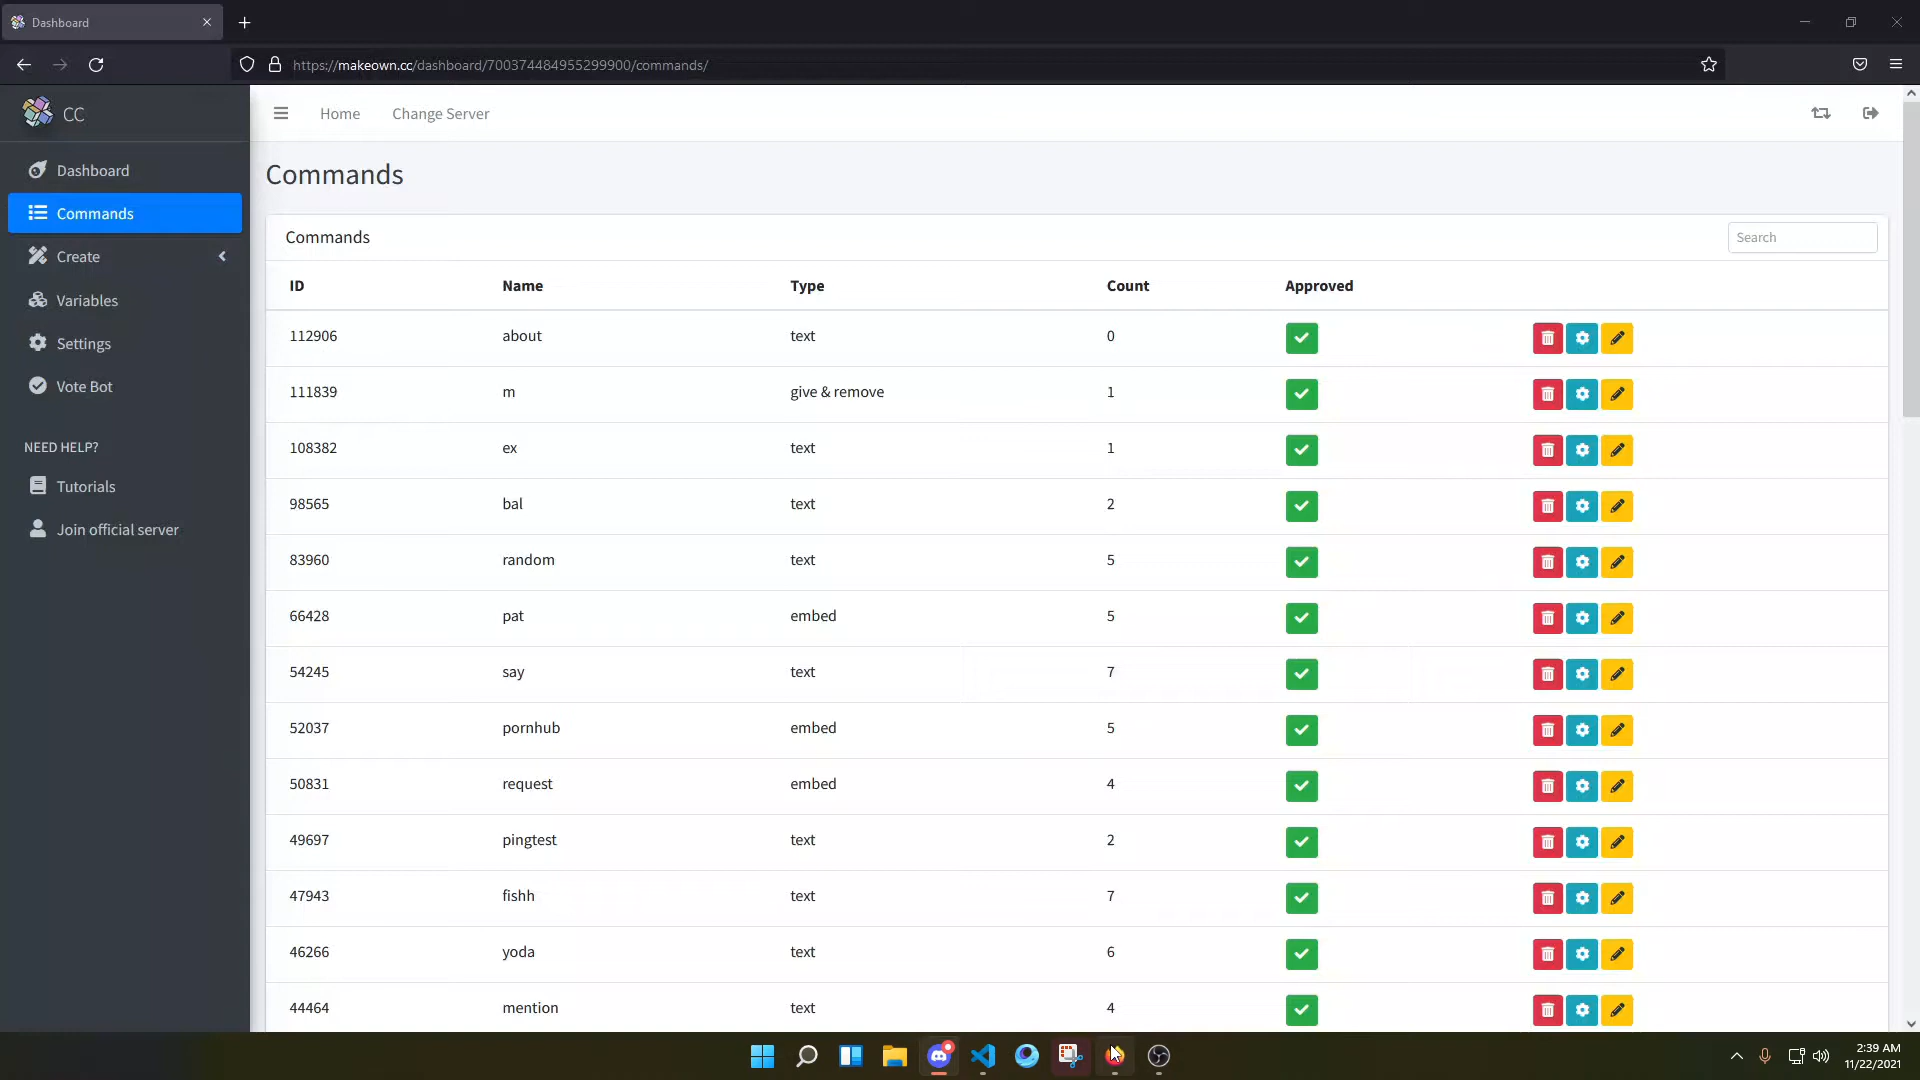 Dashboard
https://makeown.cc/dashboard/700374484955299900/commands/
CC
Home Change Server
Dashboard
Commands
Create
Variables
Settings
Vote Bot
NEED HELP?
Tutorials
Join official server
Commands
Commands
Search
ID Name Type Count Approved
112906 about text 0
111839 m give & remove 1
108382 ex text 1
98565 bal text 2
83960 random text 5
66428 pat embed 5
54245 say text 7
52037 pornhub embed 5
50831 request embed 4
49697 pingtest text 2
47943 fishh text 7
46266 yoda text 6
44464 mention text 4
2:39 AM
11/22/2021